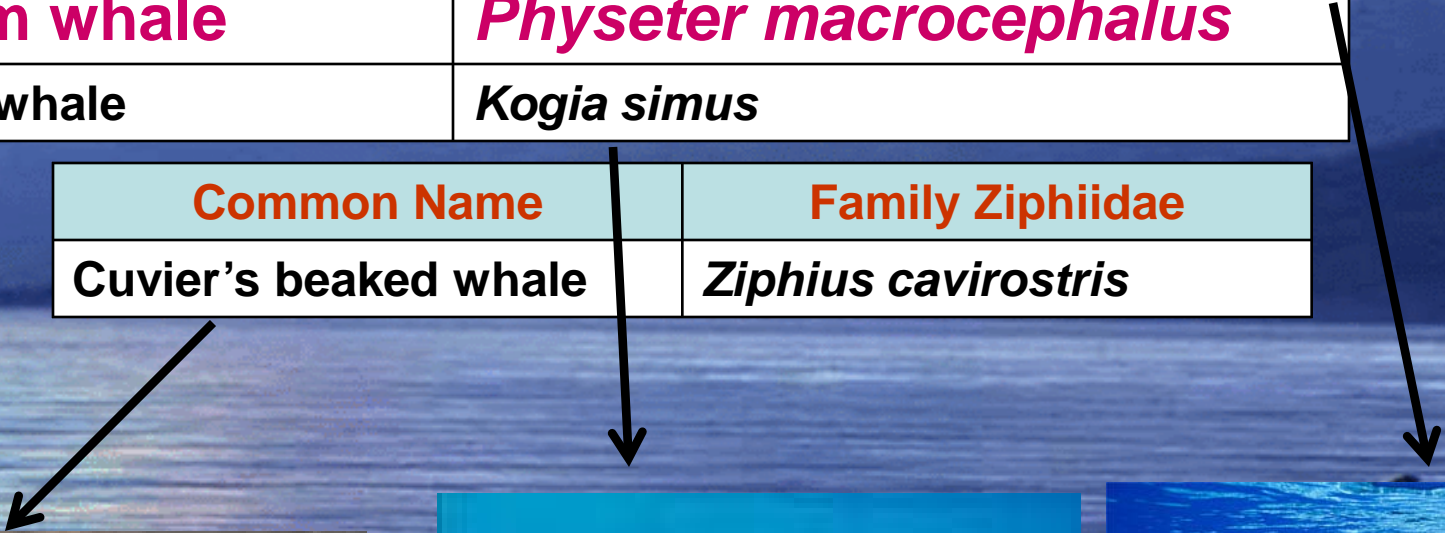 m whale Physeter macrocephalus
whale Kogia simus
Common Name Family Ziphiidae
Cuvier’s beaked whale Ziphius cavirostris